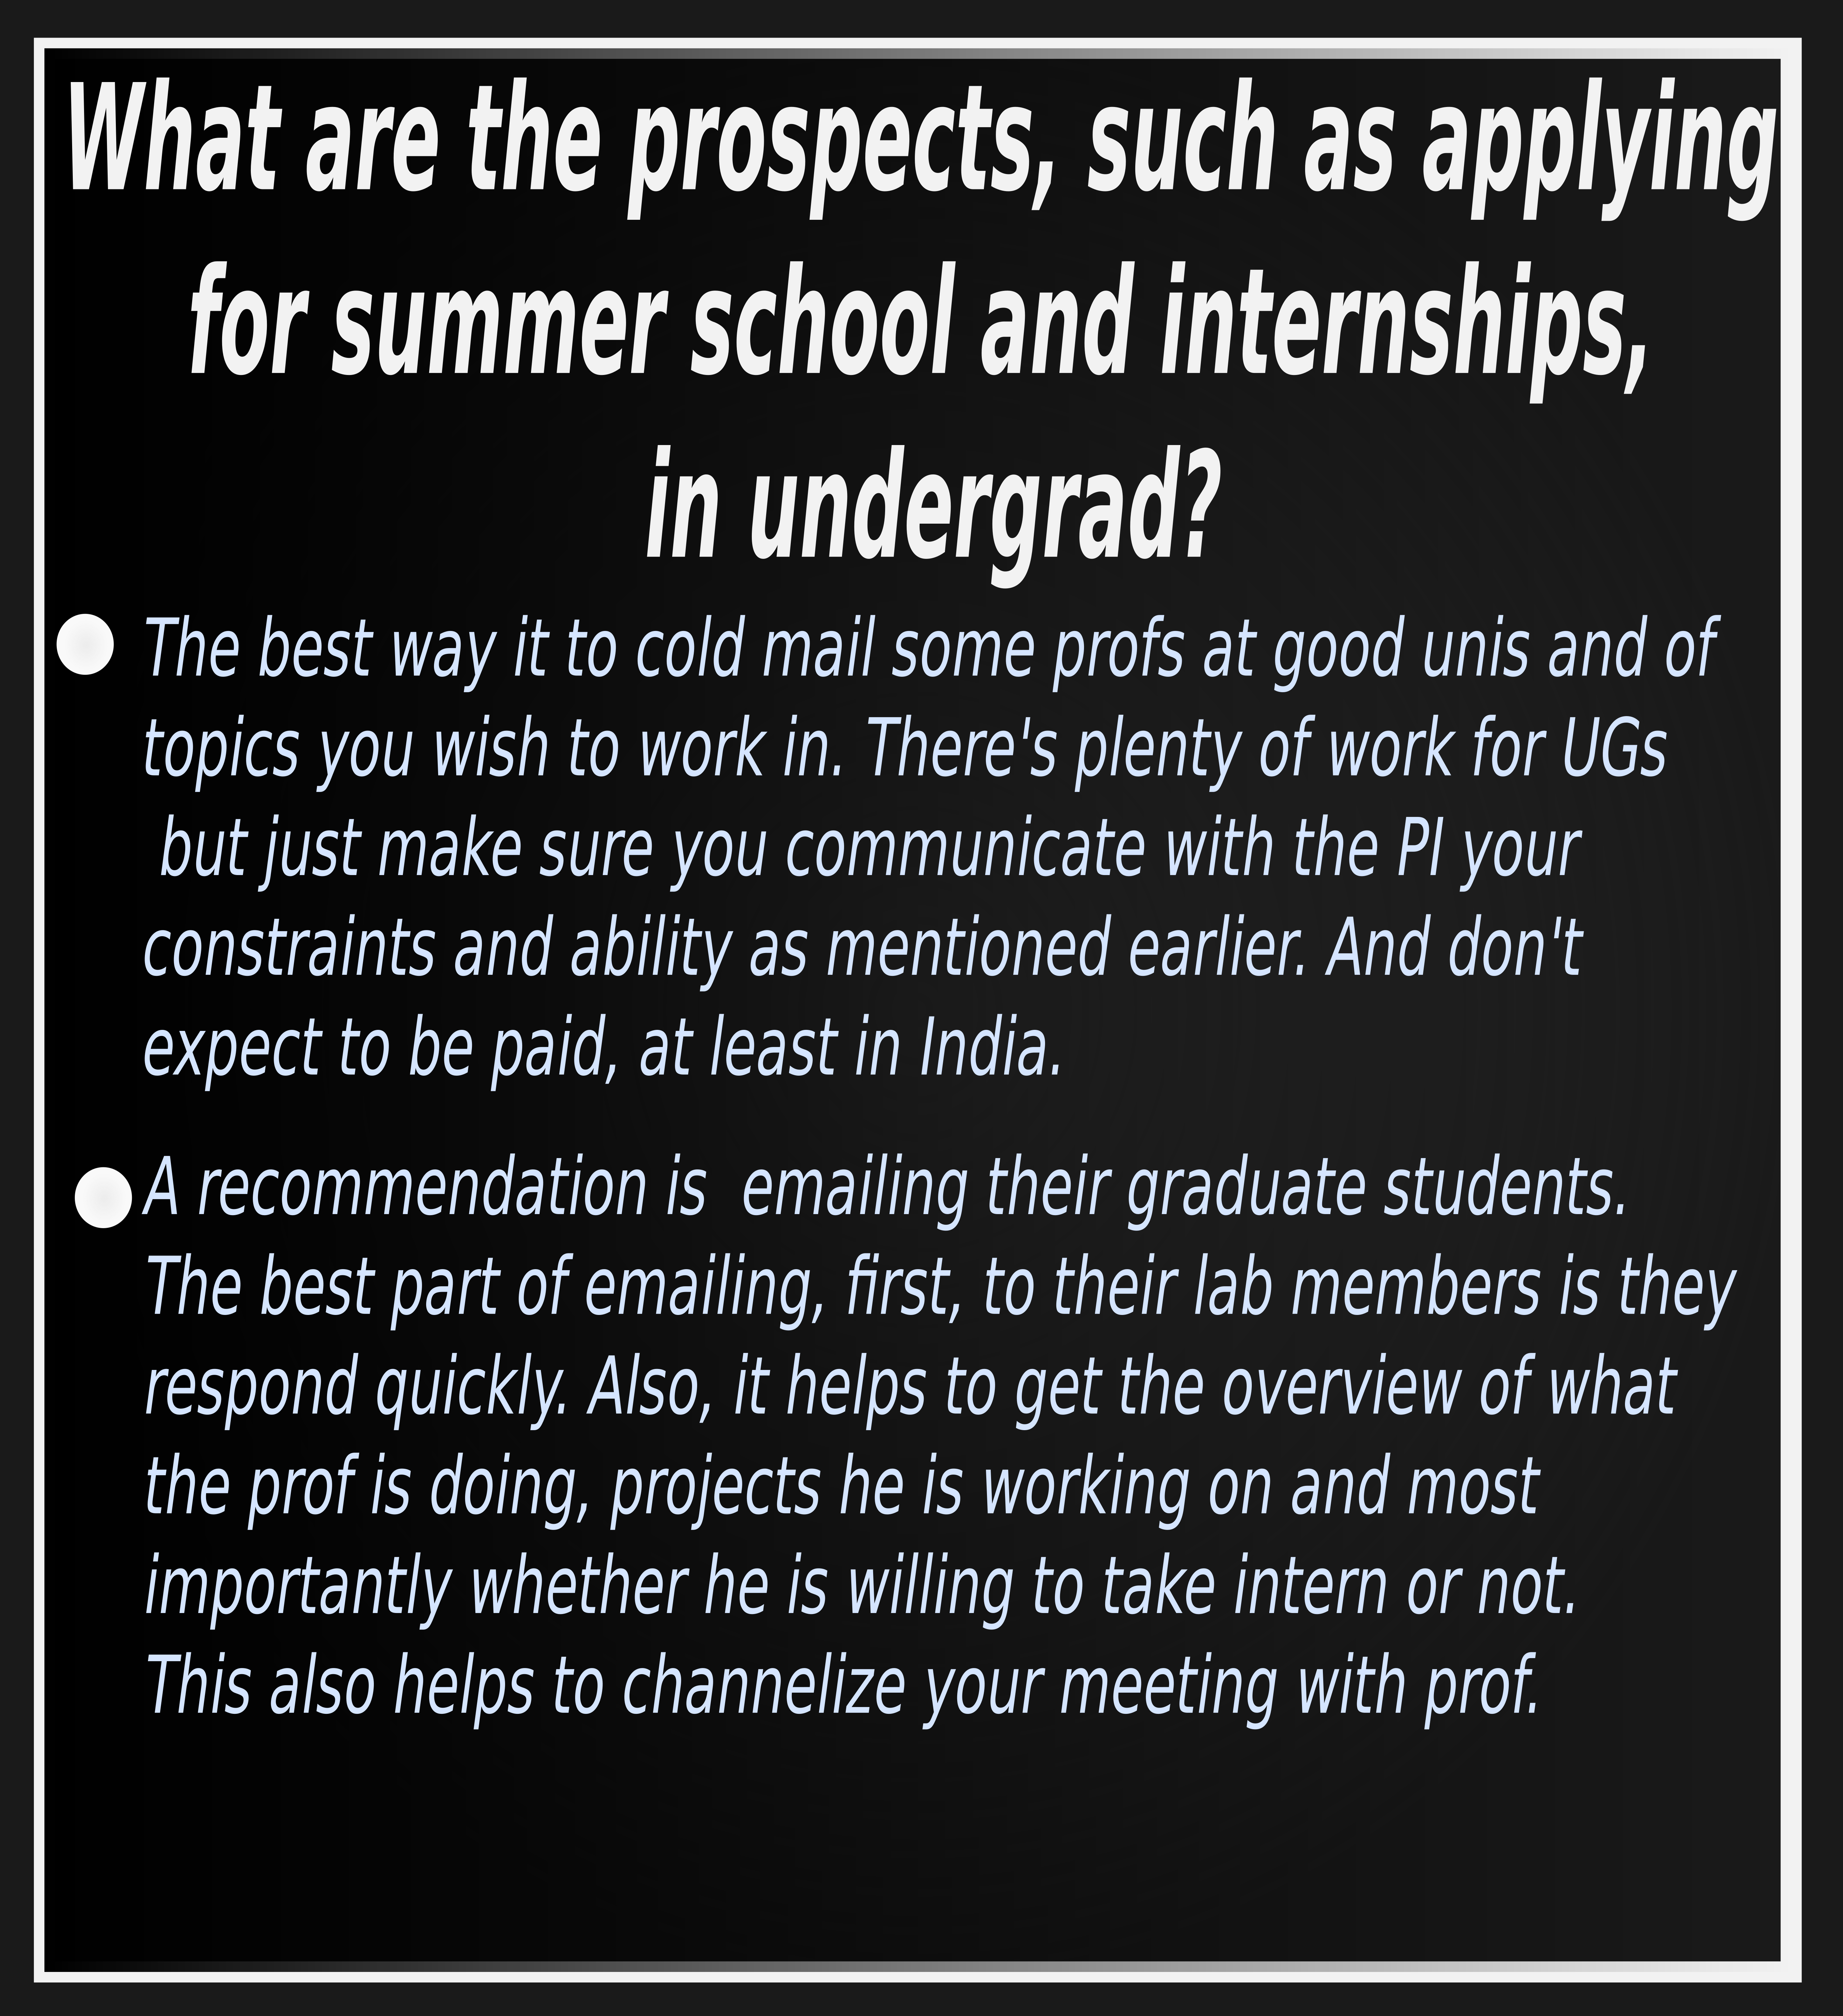 What are the prospects, such as applying
for summer school and internships,
in undergrad?
The best way it to cold mail some profs at good unis and of
topics you wish to work in. There's plenty of work for UGs
but just make sure you communicate with the PI your
constraints and ability as mentioned earlier. And don't
expect to be paid, at least in India.
A recommendation is  emailing their graduate students.
The best part of emailing, first, to their lab members is they
respond quickly. Also, it helps to get the overview of what
the prof is doing, projects he is working on and most
importantly whether he is willing to take intern or not.
This also helps to channelize your meeting with prof.